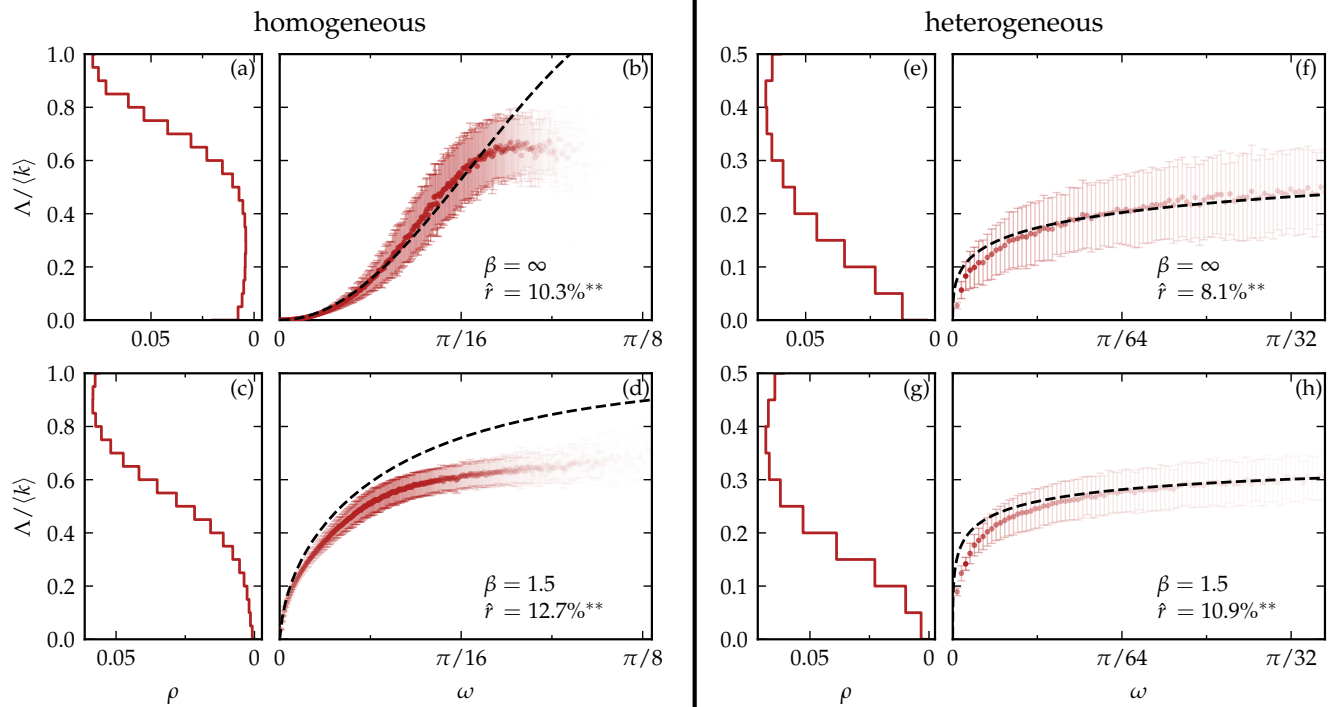 homogeneous
heterogeneous
(a)
1.0
0.8
0.6
0.4
0.2
0.0
Λ/⟨k⟩
0.05
0
(b)
β = ∞
r̂ = 10.3%**
0
π/16
π/8
(c)
1.0
0.8
0.6
0.4
0.2
0.0
Λ/⟨k⟩
0.05
0
ρ
(d)
β = 1.5
r̂ = 12.7%**
0
π/16
π/8
ω
(e)
0.5
0.4
0.3
0.2
0.1
0.0
0.05
0
(f)
β = ∞
r̂ = 8.1%**
0
π/64
π/32
(g)
0.5
0.4
0.3
0.2
0.1
0.0
0.05
0
ρ
(h)
β = 1.5
r̂ = 10.9%**
0
π/64
π/32
ω